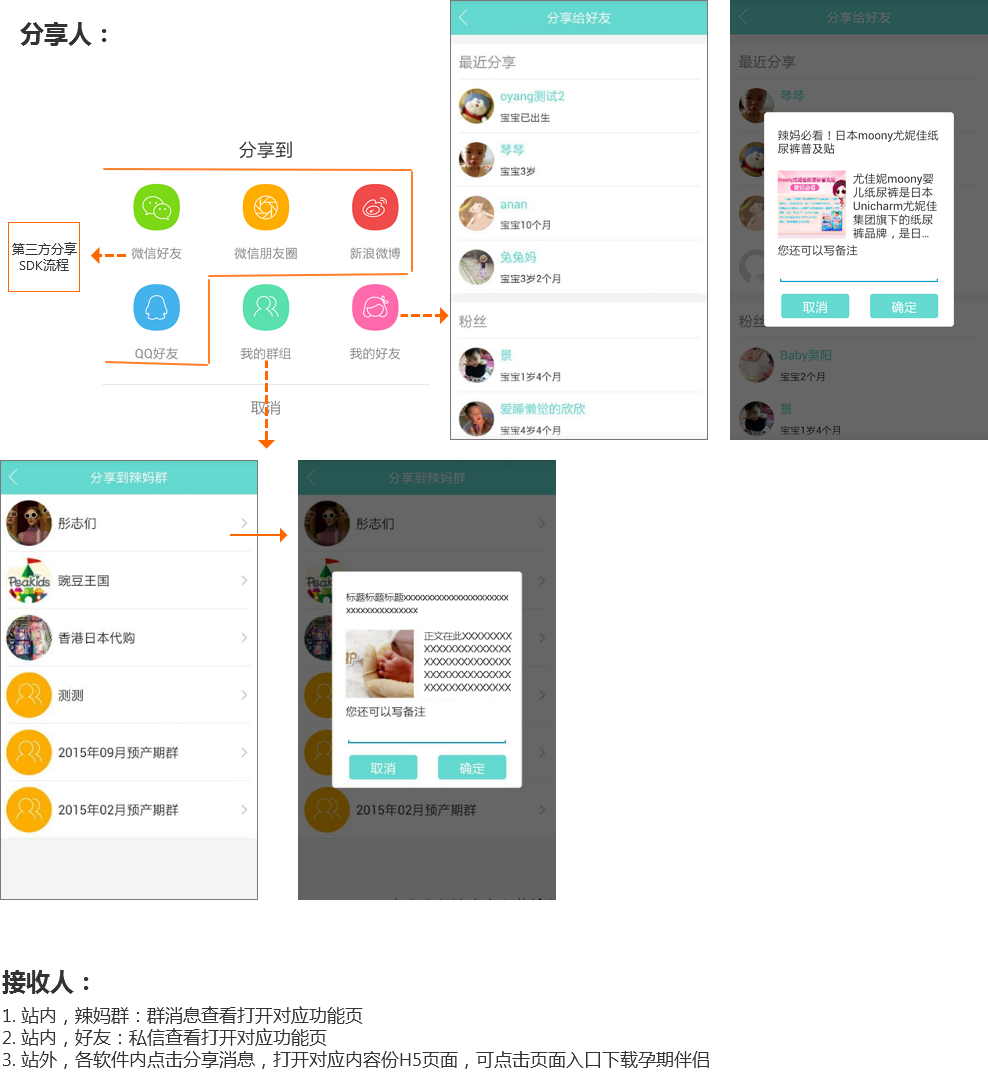 分享人：
分享到
微信好友
微信朋友圈
新浪微博
第三方分享
SDK流程
QQ好友
我的群组
我的好友
取消
分享给好友
最近分享
oyang测试2
宝宝已出生
琴琴
宝宝3岁
anan
宝宝10个月
兔兔妈
宝宝3岁2个月
粉丝
景
宝宝1岁4个月
爱睡懒觉的欣欣
宝宝4岁4个月
分享给好友
最近分享
琴琴
辣妈必看！日本moony尤妮佳纸
尿裤普及贴
尤佳妮moony婴
儿纸尿裤是日本
Unicharm尤妮佳
集团旗下的纸尿
裤品牌，是日...
您还可以写备注
取消
确定
粉丝
Baby吴阳
宝宝2个月
景
宝宝1岁4个月
分享到辣妈群
彤志们
Peakids
豌豆王国
香港日本代购
测测
2015年09月预产期群
2015年02月预产期群
分享到辣妈群
彤志们
标题标题标题xxxxxxxxxxxxxxxxxxxxxxx
xxxxxxxxxxxxxxxx
正文在此XXXXXXXX
XXXXXXXXXXXXXX
XXXXXXXXXXXXXX
XXXXXXXXXXXXXX
XXXXXXXXXXXXXX
您还可以写备注
取消
确定
2015年02月预产期群
接收人：
1. 站内，辣妈群：群消息查看打开对应功能页
2. 站内，好友：私信查看打开对应功能页
3. 站外，各软件内点击分享消息，打开对应内容份H5页面，可点击页面入口下载孕期伴侣